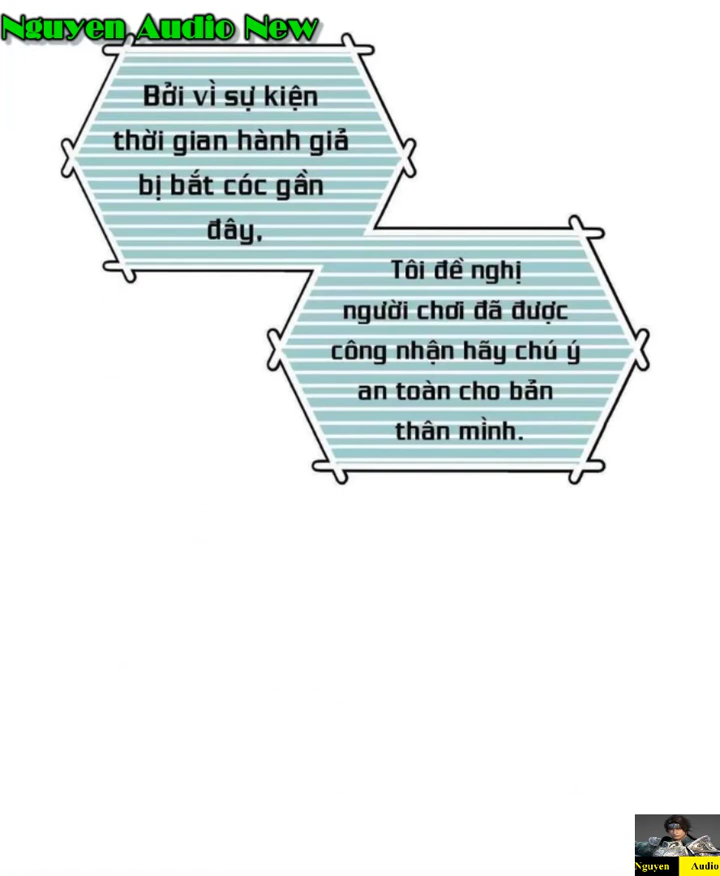 Nguyen Audio New
Bởi vì sự kiện
thời gian hành giả
bị bắt cóc gần
đây,
Tôi đề nghị
người chơi đã được
công nhận hãy chú ý
an toàn cho bản
thân mình.
Nguyen Audio